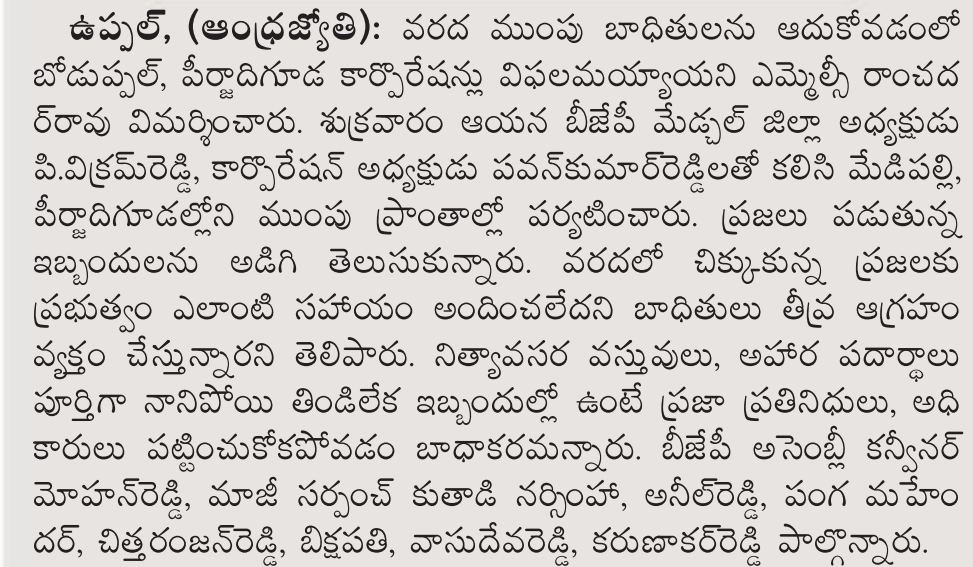 ఉప్పల్, (ఆంధ్రజ్యోతి): వరద ముంపు బాధితులను ఆదుకోవడంలో
బోడుప్పల్, పీర్జాదిగూడ కార్పొరేషన్లు విఫలమయ్యాయని ఎమ్మెల్సీ రాంచద
ర్‌రావు విమర్శించారు. శుక్రవారం ఆయన బీజేపీ మేడ్చల్ జిల్లా అధ్యక్షుడు
పి.విక్రమ్‌రెడ్డి, కార్పొరేషన్ అధ్యక్షుడు పవన్‌కుమార్‌రెడ్డిలతో కలిసి మేడిపల్లి,
పీర్జాదిగూడల్లోని ముంపు ప్రాంతాల్లో పర్యటించారు. ప్రజలు పడుతున్న
ఇబ్బందులను అడిగి తెలుసుకున్నారు. వరదలో చిక్కుకున్న ప్రజలకు
ప్రభుత్వం ఎలాంటి సహాయం అందించలేదని బాధితులు తీవ్ర ఆగ్రహం
వ్యక్తం చేస్తున్నారని తెలిపారు. నిత్యావసర వస్తువులు, అహార పదార్థాలు
పూర్తిగా నానిపోయి తిండిలేక ఇబ్బందుల్లో ఉంటే ప్రజా ప్రతినిధులు, అధి
కారులు పట్టించుకోకపోవడం బాధాకరమన్నారు. బీజేపీ అసెంబ్లీ కన్వీనర్
మోహన్‌రెడ్డి, మాజీ సర్పంచ్ కుతాడి నర్సింహా, అనీల్‌రెడ్డి, పంగ మహేం
దర్, చిత్తరంజన్‌రెడ్డి, బిక్షపతి, వాసుదేవరెడ్డి, కరుణాకర్‌రెడ్డి పాల్గొన్నారు.